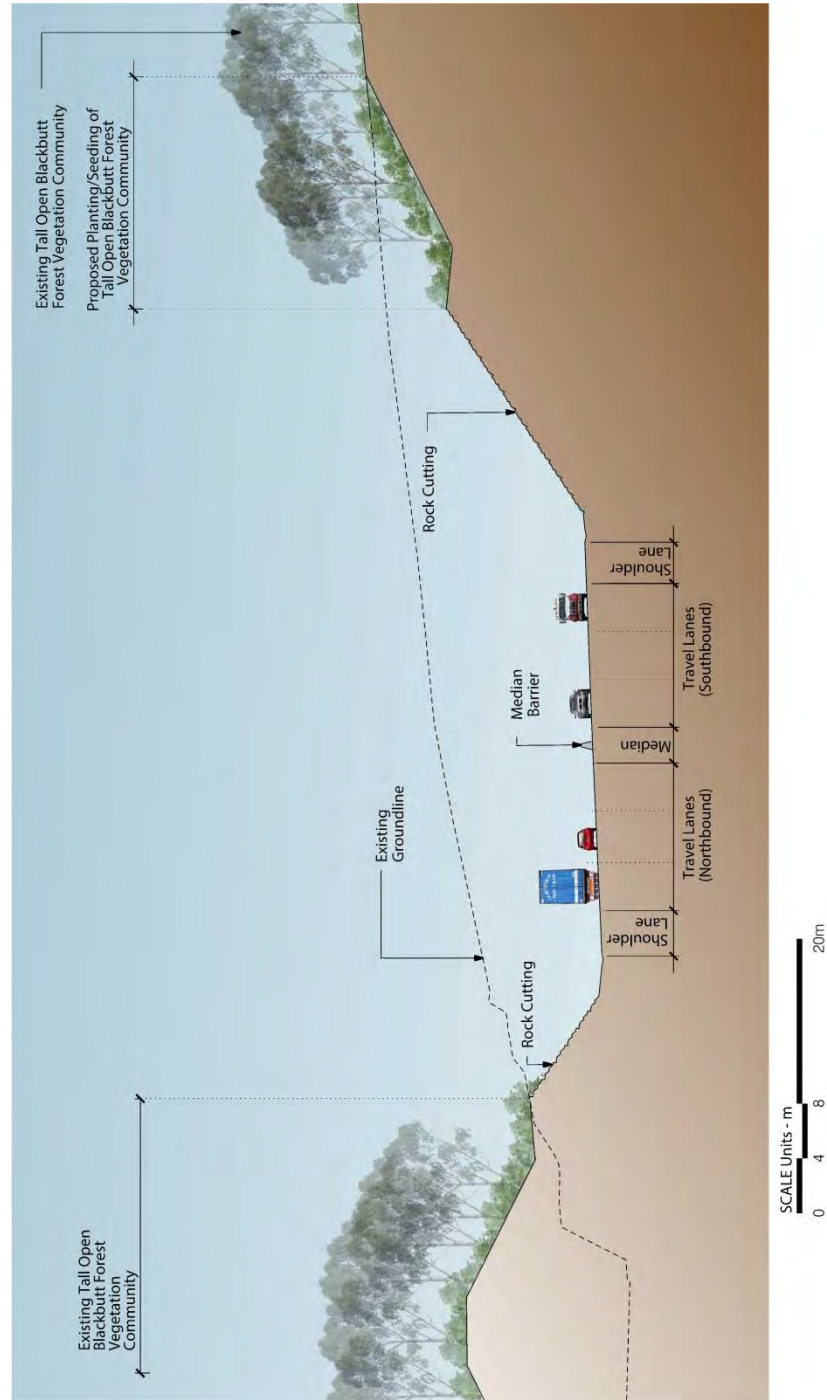 Existing Tall Open
Blackbutt Forest
Vegetation
Community
Existing Tall Open Blackbutt
Forest Vegetation Community
Proposed Planting/Seeding of
Tall Open Blackbutt Forest
Vegetation Community
Existing
Groundline
Rock Cutting
Rock Cutting
Median
Barrier
Shoulder
Lane
Travel Lanes
(Northbound)
Median
Travel Lanes
(Southbound)
Shoulder
Lane
SCALE Units - m
0 4 8 20m